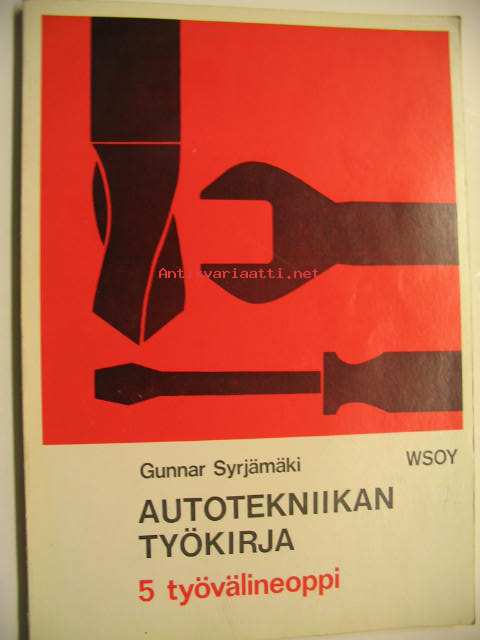 Antikvariaatti.net
Gunnar Syrjämäki
WSOY
AUTOTEKNIIKAN
TYÖKIRJA
5 työvälineoppi